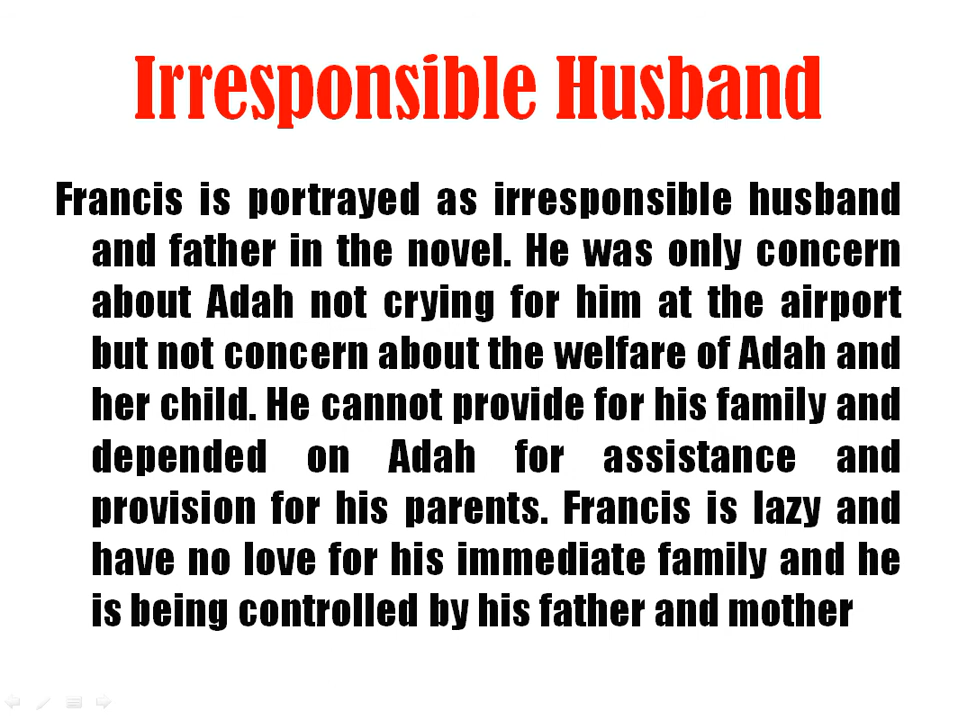 Irresponsible Husband
Francis is portrayed as irresponsible husband
and father in the novel. He was only concern
about Adah not crying for him at the airport
but not concern about the welfare of Adah and
her child. He cannot provide for his family and
depended on Adah for assistance and
provision for his parents. Francis is lazy and
have no love for his immediate family and he
is being controlled by his father and mother